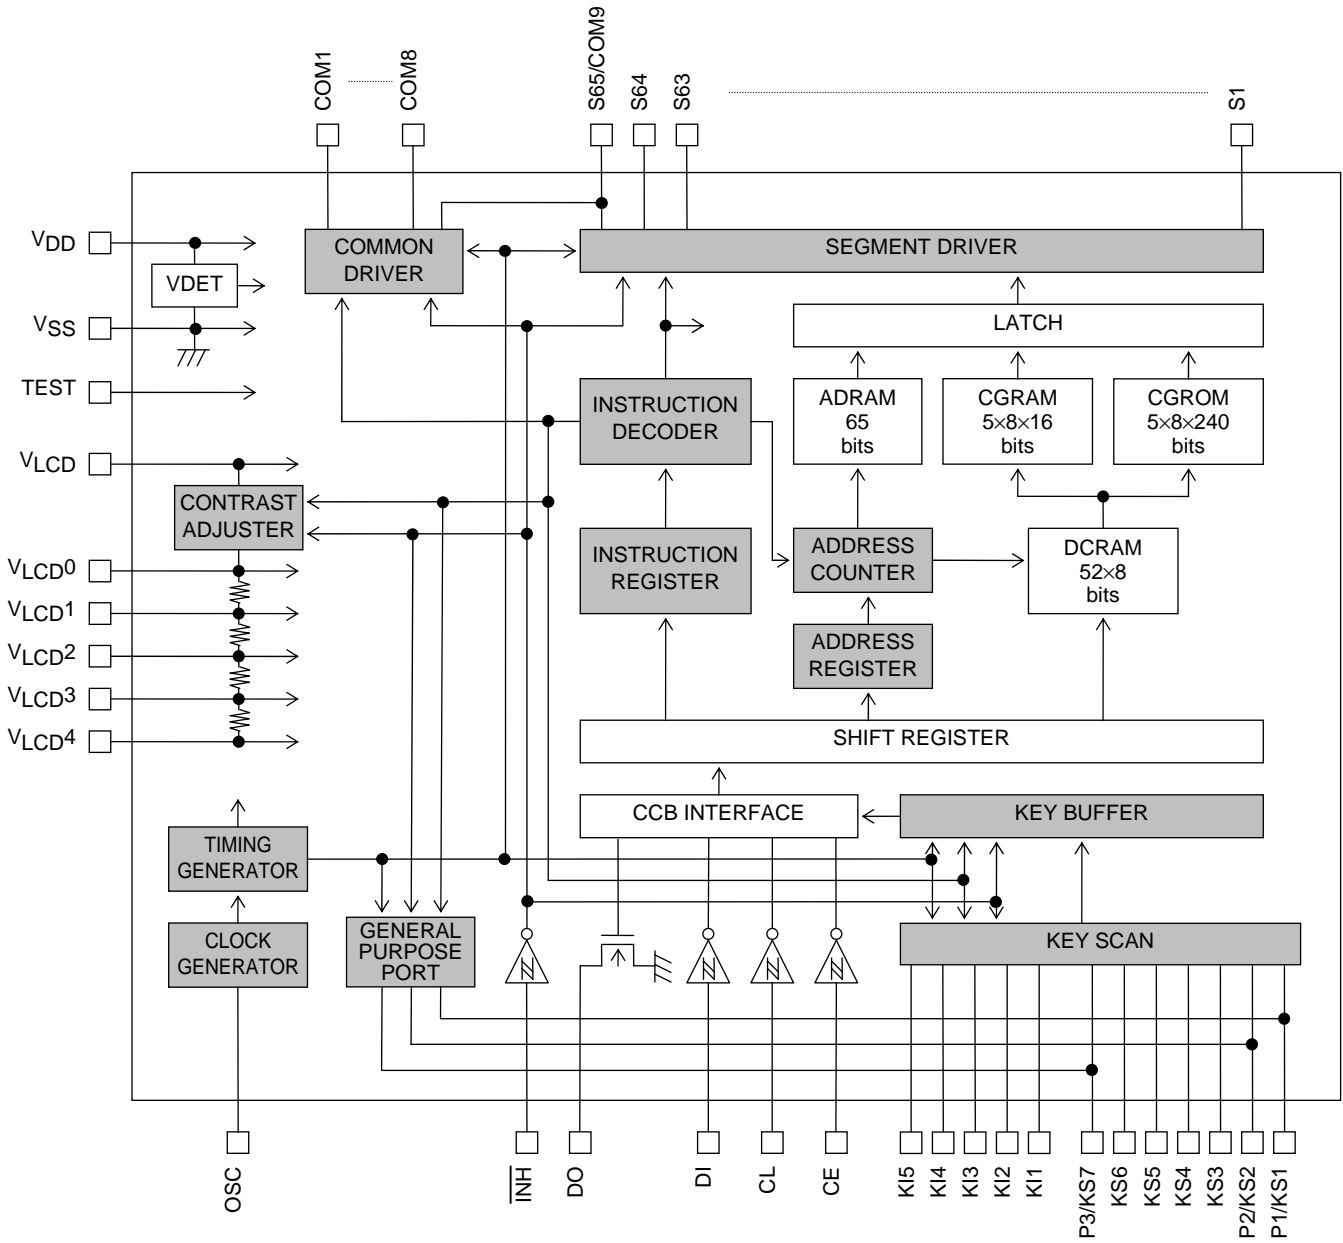 COM1
COM8
S65/COM9
S64
S63
S1
VDD
VDET
VSS
TEST
VLCD
CONTRAST
ADJUSTER
VLCD0
VLCD1
VLCD2
VLCD3
VLCD4
COMMON
DRIVER
SEGMENT DRIVER
LATCH
INSTRUCTION
DECODER
ADRAM
65
bits
CGRAM
5×8×16
bits
CGROM
5×8×240
bits
INSTRUCTION
REGISTER
ADDRESS
COUNTER
DCRAM
52×8
bits
ADDRESS
REGISTER
SHIFT REGISTER
CCB INTERFACE
KEY BUFFER
TIMING
GENERATOR
CLOCK
GENERATOR
GENERAL
PURPOSE
PORT
KEY SCAN
OSC
INH
DO
DI
CL
CE
KI5
KI4
KI3
KI2
KI1
P3/KS7
KS6
KS5
KS4
KS3
P2/KS2
P1/KS1